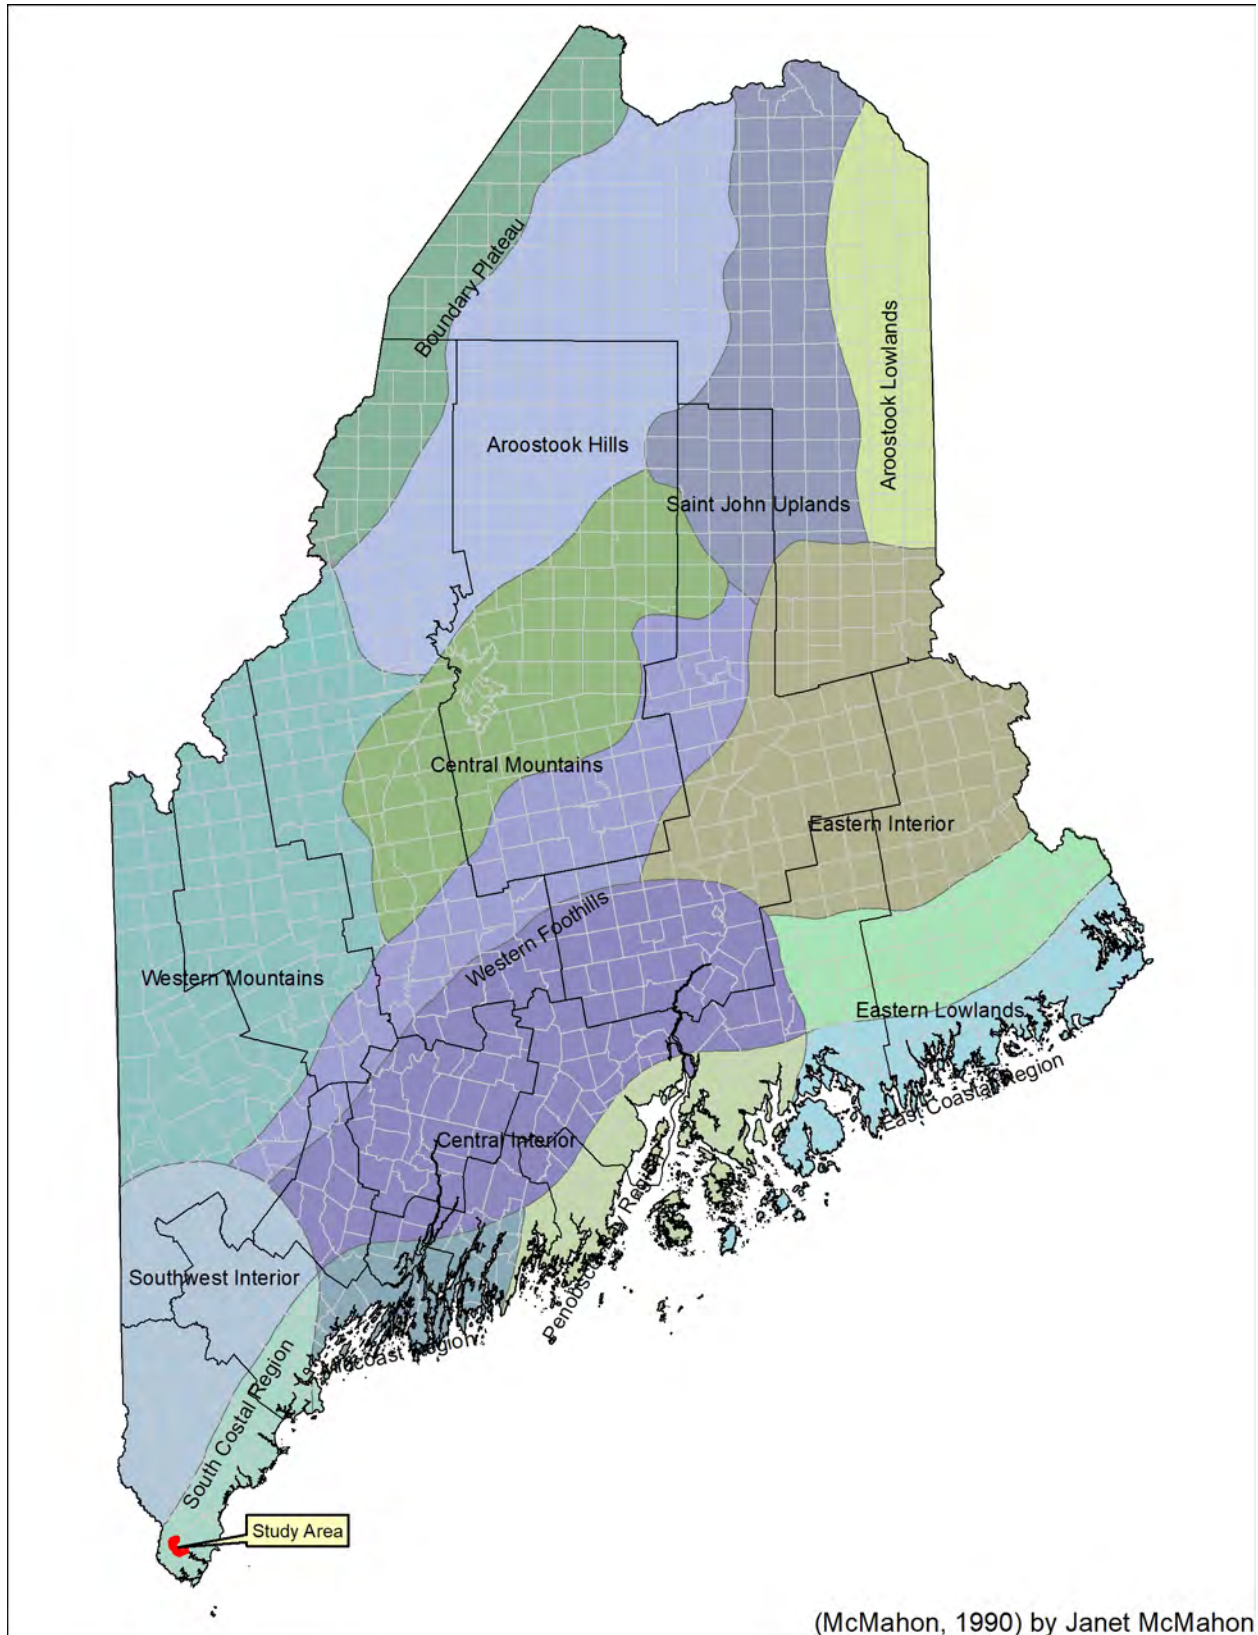 Boundary Plateau
Aroostook Lowlands
Aroostook Hills
Saint John Uplands
Central Mountains
Eastern Interior
Western Foothills
Western Mountains
Eastern Lowlands
East Coastal Region
Central Interior
Penobscot Bay Region
Southwest Interior
Midcoast Region
South Costal Region
Study Area
(McMahon, 1990) by Janet McMahon